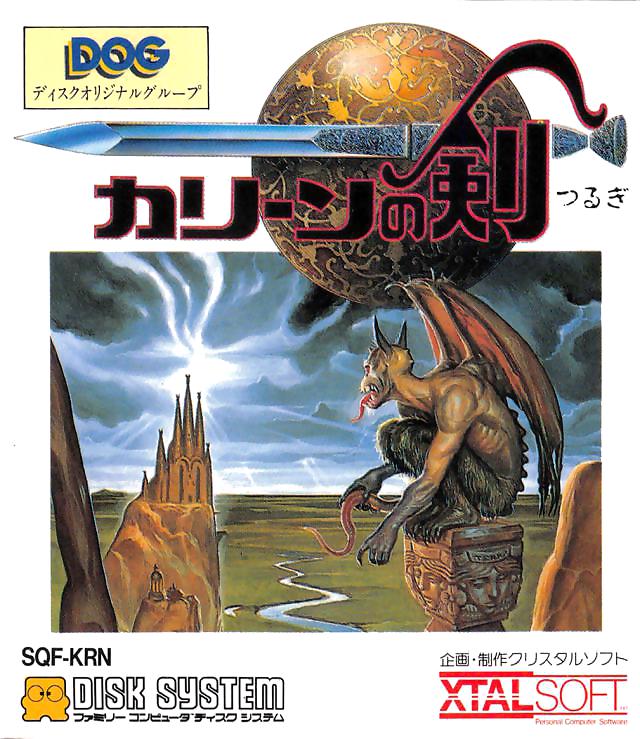 DOG
ディスクオリジナルグループ
カリーンの剣
つるぎ
TERRA
SQF-KRN
DISK SYSTEM
ファミリー コンピュータ ディスク システム
企画・制作クリスタルソフト
XTALSOFT
Personal Computer Software